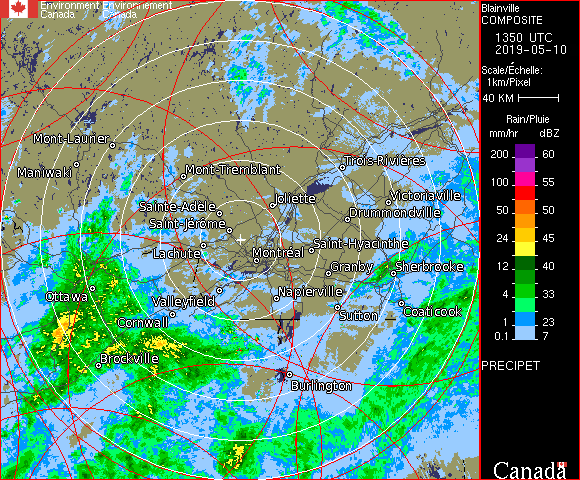 Environment Environnement
Canada Canada
Mont-Laurier
Maniwaki
Mont-Tremblant
Trois-Rivières
Sainte-Adèle
Joliette
Victoriaville
Saint-Jérôme
Drummondville
Lachute
Montréal
Saint-Hyacinthe
Granby
Sherbrooke
Ottawa
Valleyfield
Napierville
Cornwall
Sutton
Coaticook
Brockville
Burlington
Blainville
COMPOSITE
1350 UTC
2019-05-10
Scale/Échelle:
1km/Pixel
40 KM
Rain/Pluie
mm/hr dBZ
200 60
100 55
50 50
24 45
12 40
4 33
1 23
0.1 7
PRECIPET
Canada